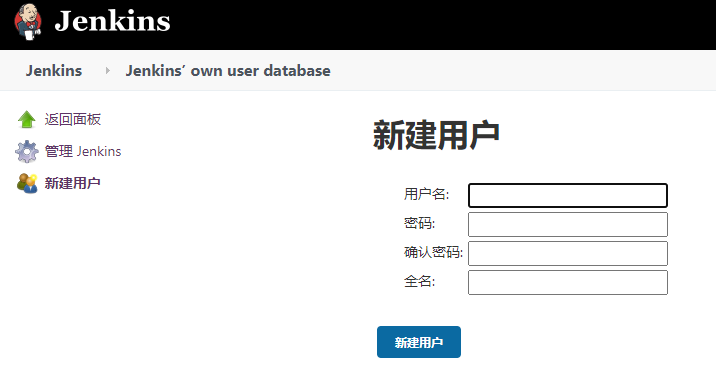 Jenkins
Jenkins
Jenkins’ own user database
返回面板
管理 Jenkins
新建用户
新建用户
用户名:
密码:
确认密码:
全名:
新建用户